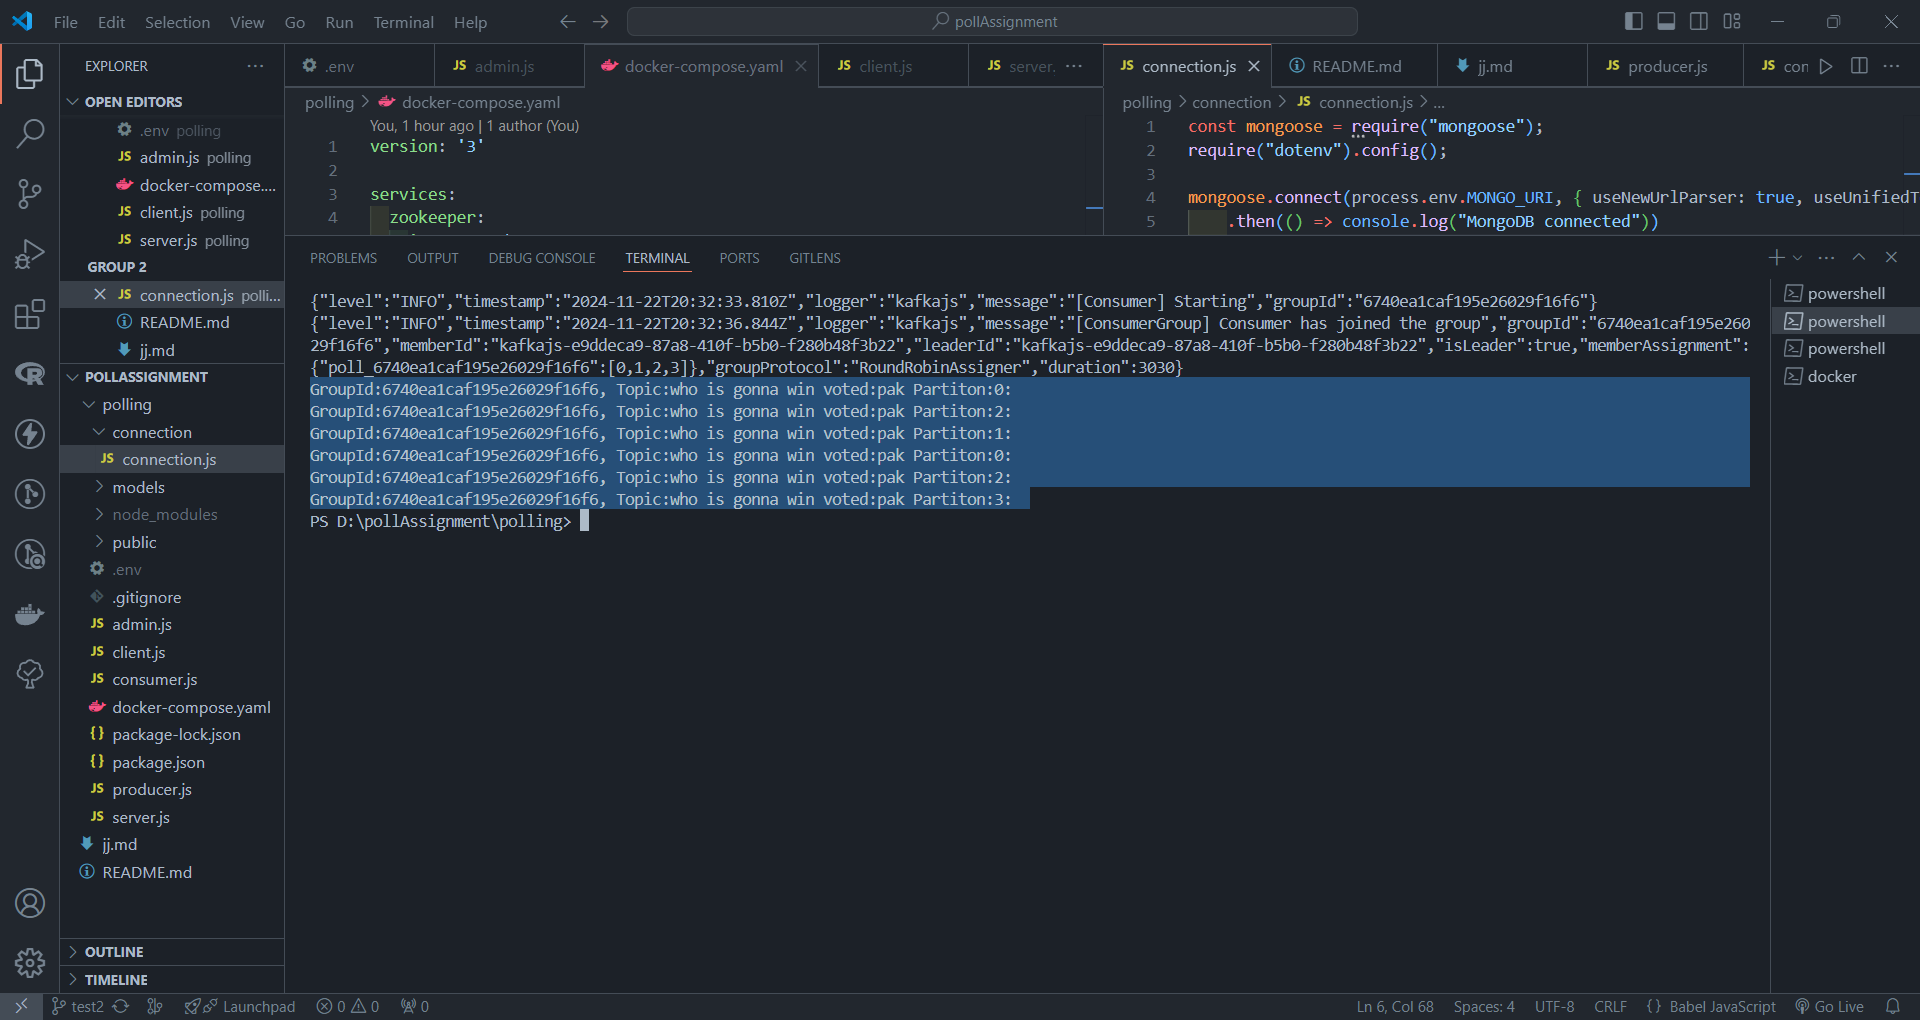 File Edit Selection View Go Run Terminal Help pollAssignment
EXPLORER
OPEN EDITORS
.env polling
JS admin.js polling
docker-compose....
JS client.js polling
JS server.js polling
GROUP 2
JS connection.js polli...
README.md
jj.md
POLLASSIGNMENT
polling
connection
JS connection.js
models
node_modules
public
.env
.gitignore
JS admin.js
JS client.js
JS consumer.js
docker-compose.yaml
{} package-lock.json
{} package.json
JS producer.js
JS server.js
jj.md
README.md
OUTLINE
TIMELINE
.env JS admin.js docker-compose.yaml JS client.js JS server.
polling > docker-compose.yaml
You, 1 hour ago | 1 author (You)
1 version: '3'
2
3 services:
4 zookeeper:
JS connection.js README.md jj.md JS producer.js JS con
polling > connection > JS connection.js > ...
1 const mongoose = require("mongoose");
2 require("dotenv").config();
3
4 mongoose.connect(process.env.MONGO_URI, { useNewUrlParser: true, useUnifiedT
5 .then(() => console.log("MongoDB connected"))
PROBLEMS OUTPUT DEBUG CONSOLE TERMINAL PORTS GITLENS
{"level":"INFO","timestamp":"2024-11-22T20:32:33.810Z","logger":"kafkajs","message":"[Consumer] Starting","groupId":"6740ea1caf195e26029f16f6"}
{"level":"INFO","timestamp":"2024-11-22T20:32:36.844Z","logger":"kafkajs","message":"[ConsumerGroup] Consumer has joined the group","groupId":"6740ea1caf195e260
29f16f6","memberId":"kafkajs-e9ddeca9-87a8-410f-b5b0-f280b48f3b22","leaderId":"kafkajs-e9ddeca9-87a8-410f-b5b0-f280b48f3b22","isLeader":true,"memberAssignment":
{"poll_6740ea1caf195e26029f16f6":[0,1,2,3]},"groupProtocol":"RoundRobinAssigner","duration":3030}
GroupId:6740ea1caf195e26029f16f6, Topic:who is gonna win voted:pak Partiton:0:
GroupId:6740ea1caf195e26029f16f6, Topic:who is gonna win voted:pak Partiton:2:
GroupId:6740ea1caf195e26029f16f6, Topic:who is gonna win voted:pak Partiton:1:
GroupId:6740ea1caf195e26029f16f6, Topic:who is gonna win voted:pak Partiton:0:
GroupId:6740ea1caf195e26029f16f6, Topic:who is gonna win voted:pak Partiton:2:
GroupId:6740ea1caf195e26029f16f6, Topic:who is gonna win voted:pak Partiton:3:
PS D:\pollAssignment\polling>
powershell
powershell
powershell
docker
test2 Launchpad 0 0 0 Ln 6, Col 68 Spaces: 4 UTF-8 CRLF {} Babel JavaScript Go Live